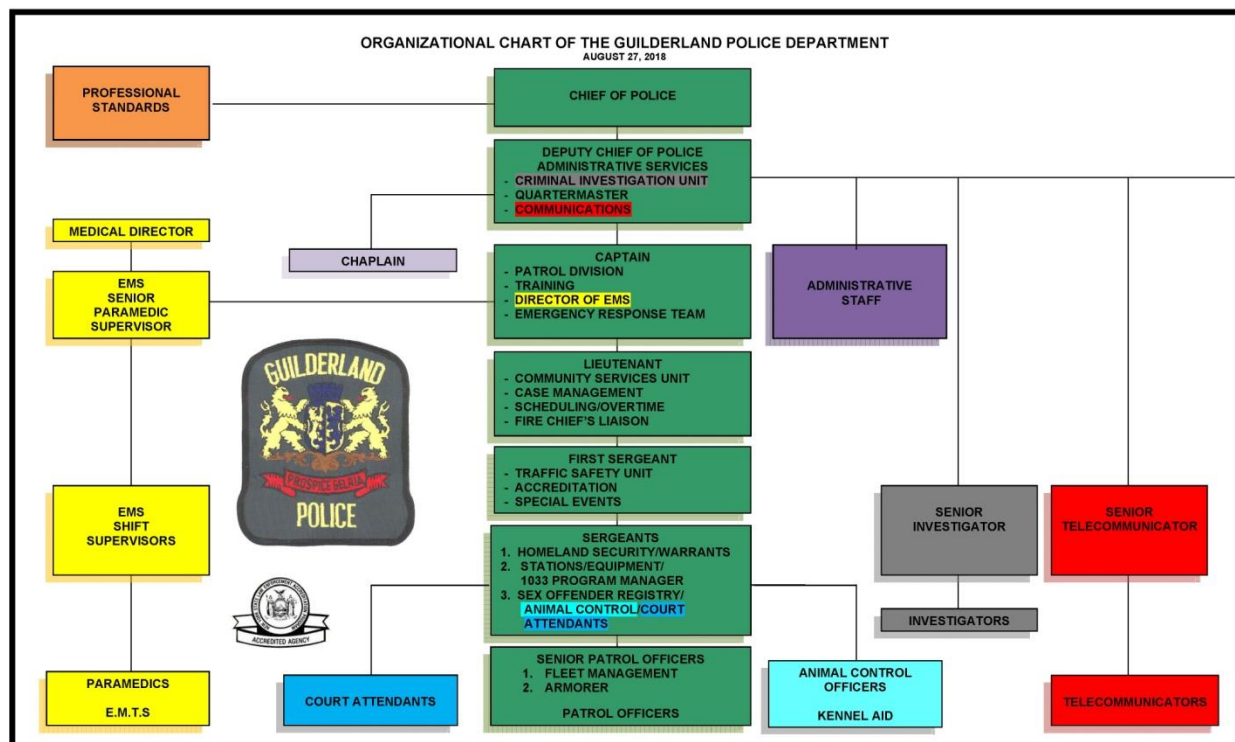 ORGANIZATIONAL CHART OF THE GUILDERLAND POLICE DEPARTMENT
AUGUST 27, 2018
PROFESSIONAL
STANDARDS
CHIEF OF POLICE
DEPUTY CHIEF OF POLICE
ADMINISTRATIVE SERVICES
- CRIMINAL INVESTIGATION UNIT
- QUARTERMASTER
- COMMUNICATIONS
MEDICAL DIRECTOR
CHAPLAIN
EMS
SENIOR
PARAMEDIC
SUPERVISOR
CAPTAIN
- PATROL DIVISION
- TRAINING
- DIRECTOR OF EMS
- EMERGENCY RESPONSE TEAM
ADMINISTRATIVE
STAFF
GUILDERLAND
PROSPICE
POLICE
LIEUTENANT
- COMMUNITY SERVICES UNIT
- CASE MANAGEMENT
- SCHEDULING/OVERTIME
- FIRE CHIEF'S LIAISON
FIRST SERGEANT
- TRAFFIC SAFETY UNIT
- ACCREDITATION
- SPECIAL EVENTS
EMS
SHIFT
SUPERVISORS
SENIOR
INVESTIGATOR
SENIOR
TELECOMMUNICATOR
SERGEANTS
1. HOMELAND SECURITY/WARRANTS
2. STATIONS/EQUIPMENT/
1033 PROGRAM MANAGER
3. SEX OFFENDER REGISTRY/
ANIMAL CONTROL/COURT
ATTENDANTS
INVESTIGATORS
ACCREDITED AGENCY
PARAMEDICS
E.M.T.S
COURT ATTENDANTS
SENIOR PATROL OFFICERS
1. FLEET MANAGEMENT
2. ARMORER
PATROL OFFICERS
ANIMAL CONTROL
OFFICERS
KENNEL AID
TELECOMMUNICATORS